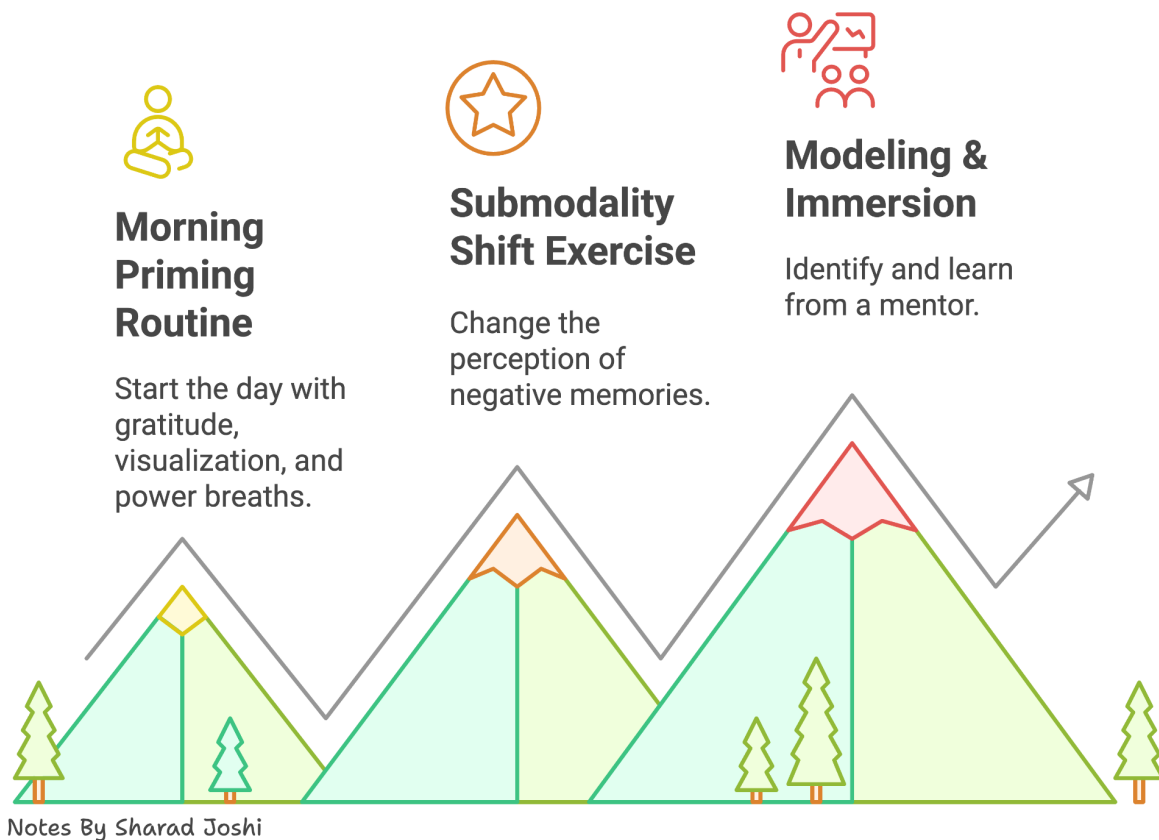 Morning
Priming
Routine
Start the day with
gratitude,
visualization, and
power breaths.
Submodality
Shift Exercise
Change the
perception of
negative memories.
Modeling &
Immersion
Identify and learn
from a mentor.
Notes By Sharad Joshi